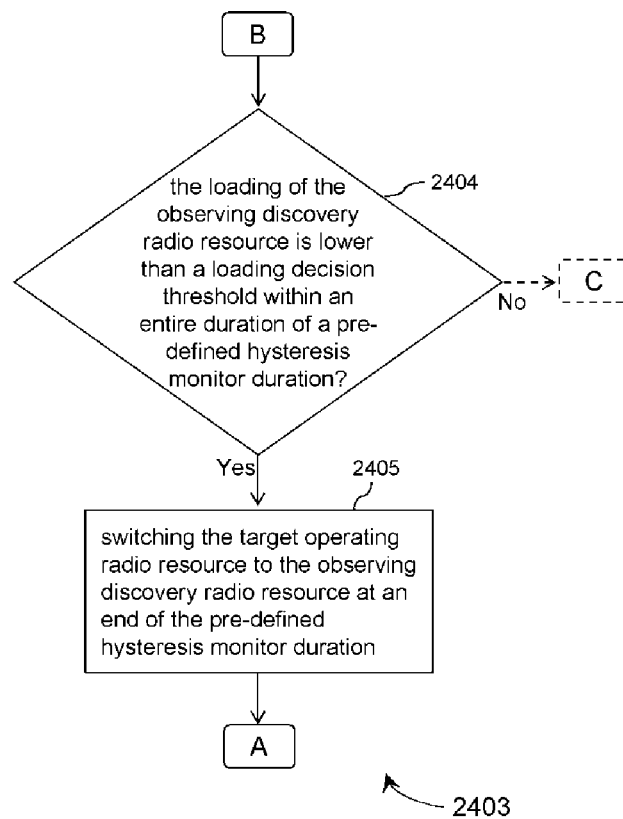 B
2404
the loading of the
observing discovery
radio resource is lower
than a loading decision
threshold within an
entire duration of a pre-
defined hysteresis
monitor duration?
No
C
Yes
2405
switching the target operating
radio resource to the observing
discovery radio resource at an
end of the pre-defined
hysteresis monitor duration
A
2403